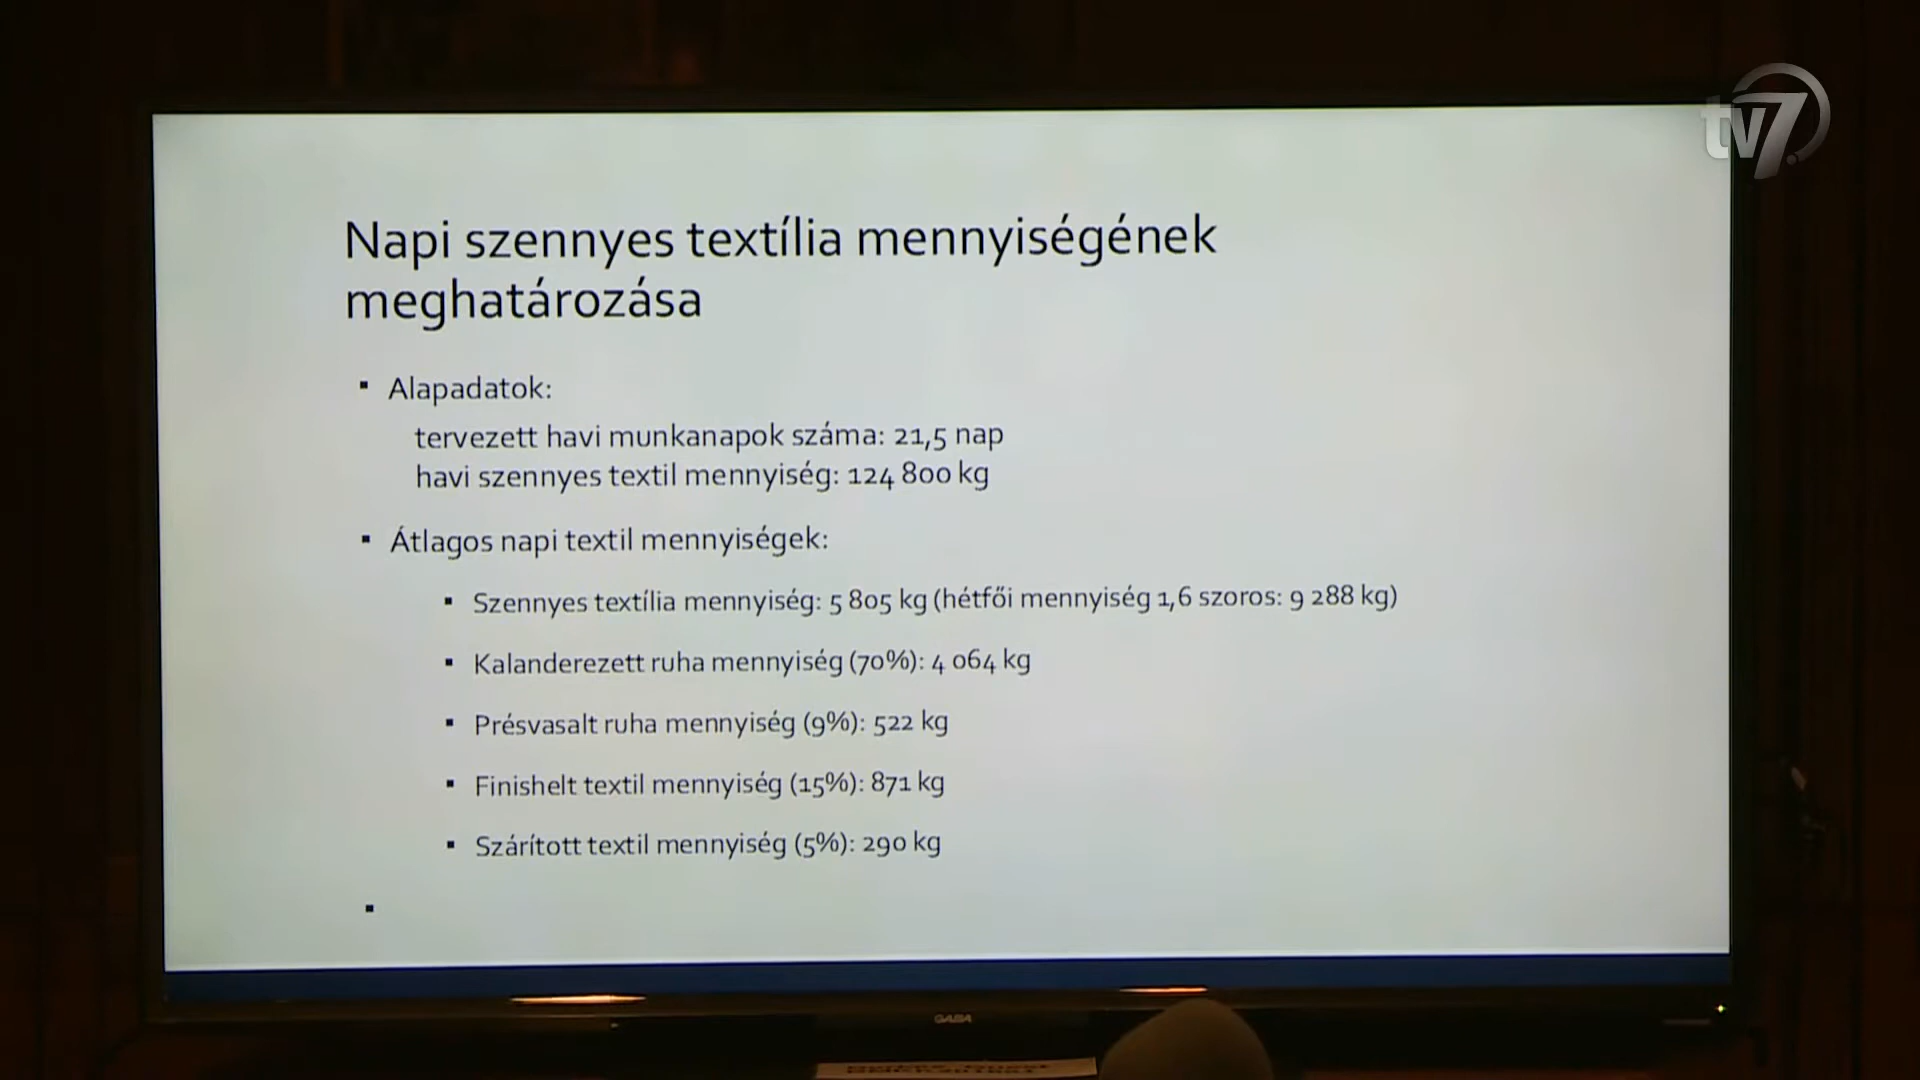 tv7
Napi szennyes textília mennyiségének
meghatározása
Alapadatok:
tervezett havi munkanapok száma: 21,5 nap
havi szennyes textil mennyiség: 124 800 kg
Átlagos napi textil mennyiségek:
Szennyes textília mennyiség: 5 805 kg (hétfői mennyiség 1,6 szoros: 9 288 kg)
Kalanderezett ruha mennyiség (70%): 4 064 kg
Présvasalt ruha mennyiség (9%): 522 kg
Finishelt textil mennyiség (15%): 871 kg
Szárított textil mennyiség (5%): 290 kg
GABA